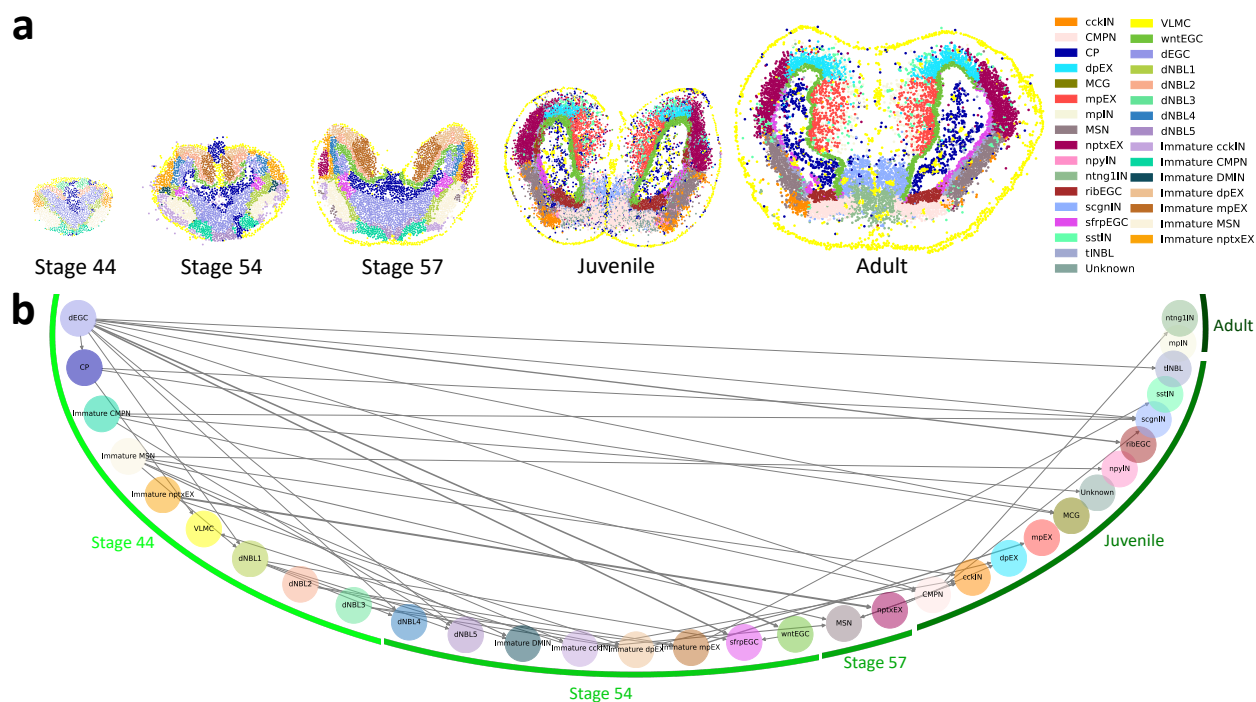 a
Stage 44
Stage 54
Stage 57
Juvenile
Adult
cckIN
CMPN
CP
dpEX
MCG
mpEX
mpIN
MSN
nptxEX
npyIN
ntng1IN
ribEGC
scgnIN
sfrpEGC
sstIN
tlNBL
Unknown
VLMC
wntEGC
dEGC
dNBL1
dNBL2
dNBL3
dNBL4
dNBL5
Immature cckIN
Immature CMPN
Immature DMIN
Immature dpEX
Immature mpEX
Immature MSN
Immature nptxEX
b
dEGC
CP
Immature CMPN
Immature MSN
Immature nptxEX
VLMC
dNBL1
dNBL2
dNBL3
dNBL4
dNBL5
Immature DMIN
Immature cckIN
Immature dpEX
Immature mpEX
sfrpEGC
wntEGC
MSN
nptxEX
CMPN
cckIN
dpEX
mpEX
MCG
Unknown
npyIN
ribEGC
scgnIN
sstIN
tlNBL
mpIN
ntng1IN
Stage 44
Stage 54
Stage 57
Juvenile
Adult